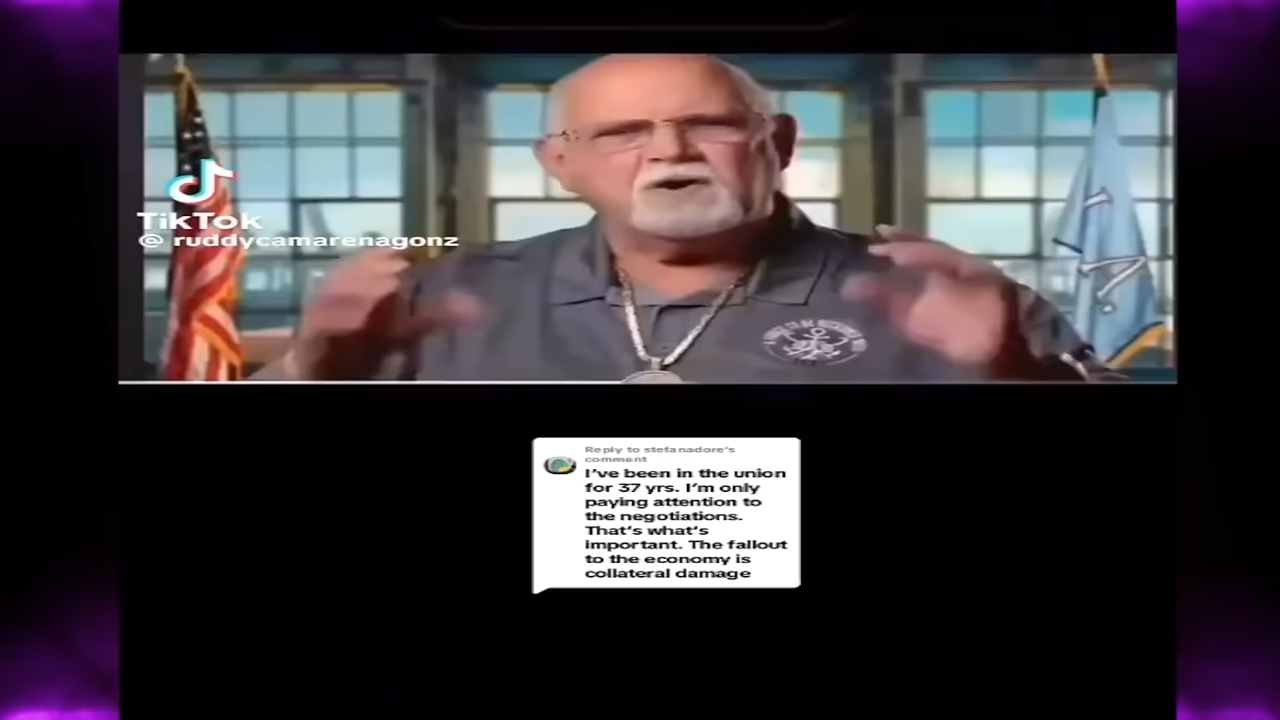 TikTok
@ ruddycamarenagonz
Reply to stefanadore's
comment
I've been in the union
for 37 yrs. I'm only
paying attention to
the negotiations.
That's what's
important. The fallout
to the economy is
collateral damage